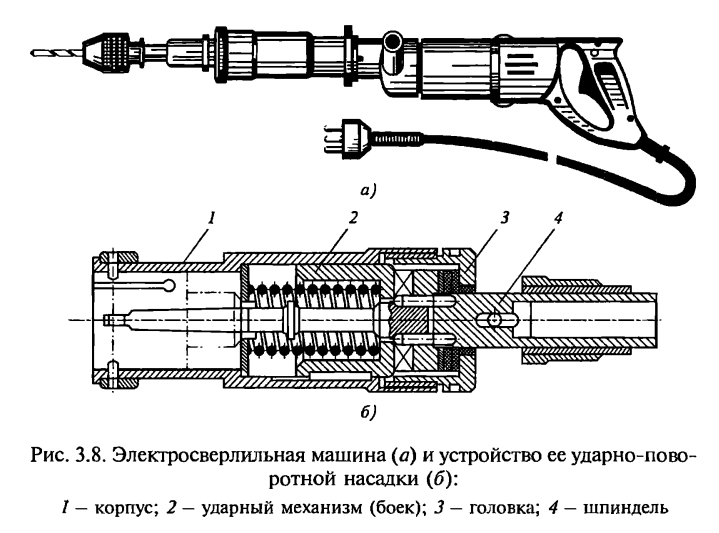 а)
1 2 3 4
б)
Рис. 3.8. Электросверлильная машина (а) и устройство ее ударно-пово-
ротной насадки (б):
1 — корпус; 2 — ударный механизм (боек); 3 — головка; 4 — шпиндель